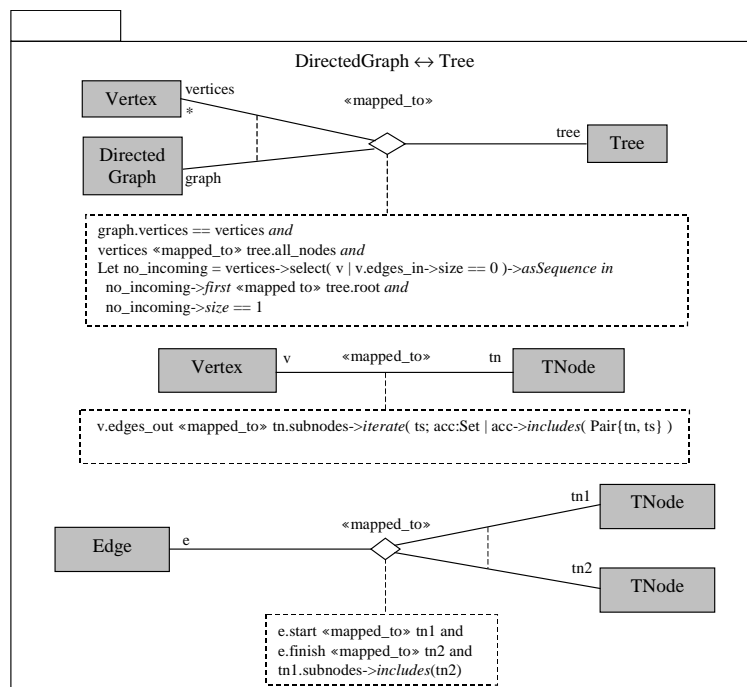 DirectedGraph ↔ Tree
vertices
Vertex
*
«mapped_to»
tree
Tree
Directed
Graph
graph
graph.vertices == vertices and
vertices «mapped_to» tree.all_nodes and
Let no_incoming = vertices->select( v | v.edges_in->size == 0 )->asSequence in
no_incoming->first «mapped to» tree.root and
no_incoming->size == 1
Vertex
v
«mapped_to»
tn
TNode
v.edges_out «mapped_to» tn.subnodes->iterate( ts; acc:Set | acc->includes( Pair{tn, ts} )
tn1
TNode
«mapped_to»
Edge
e
tn2
TNode
e.start «mapped_to» tn1 and
e.finish «mapped_to» tn2 and
tn1.subnodes->includes(tn2)